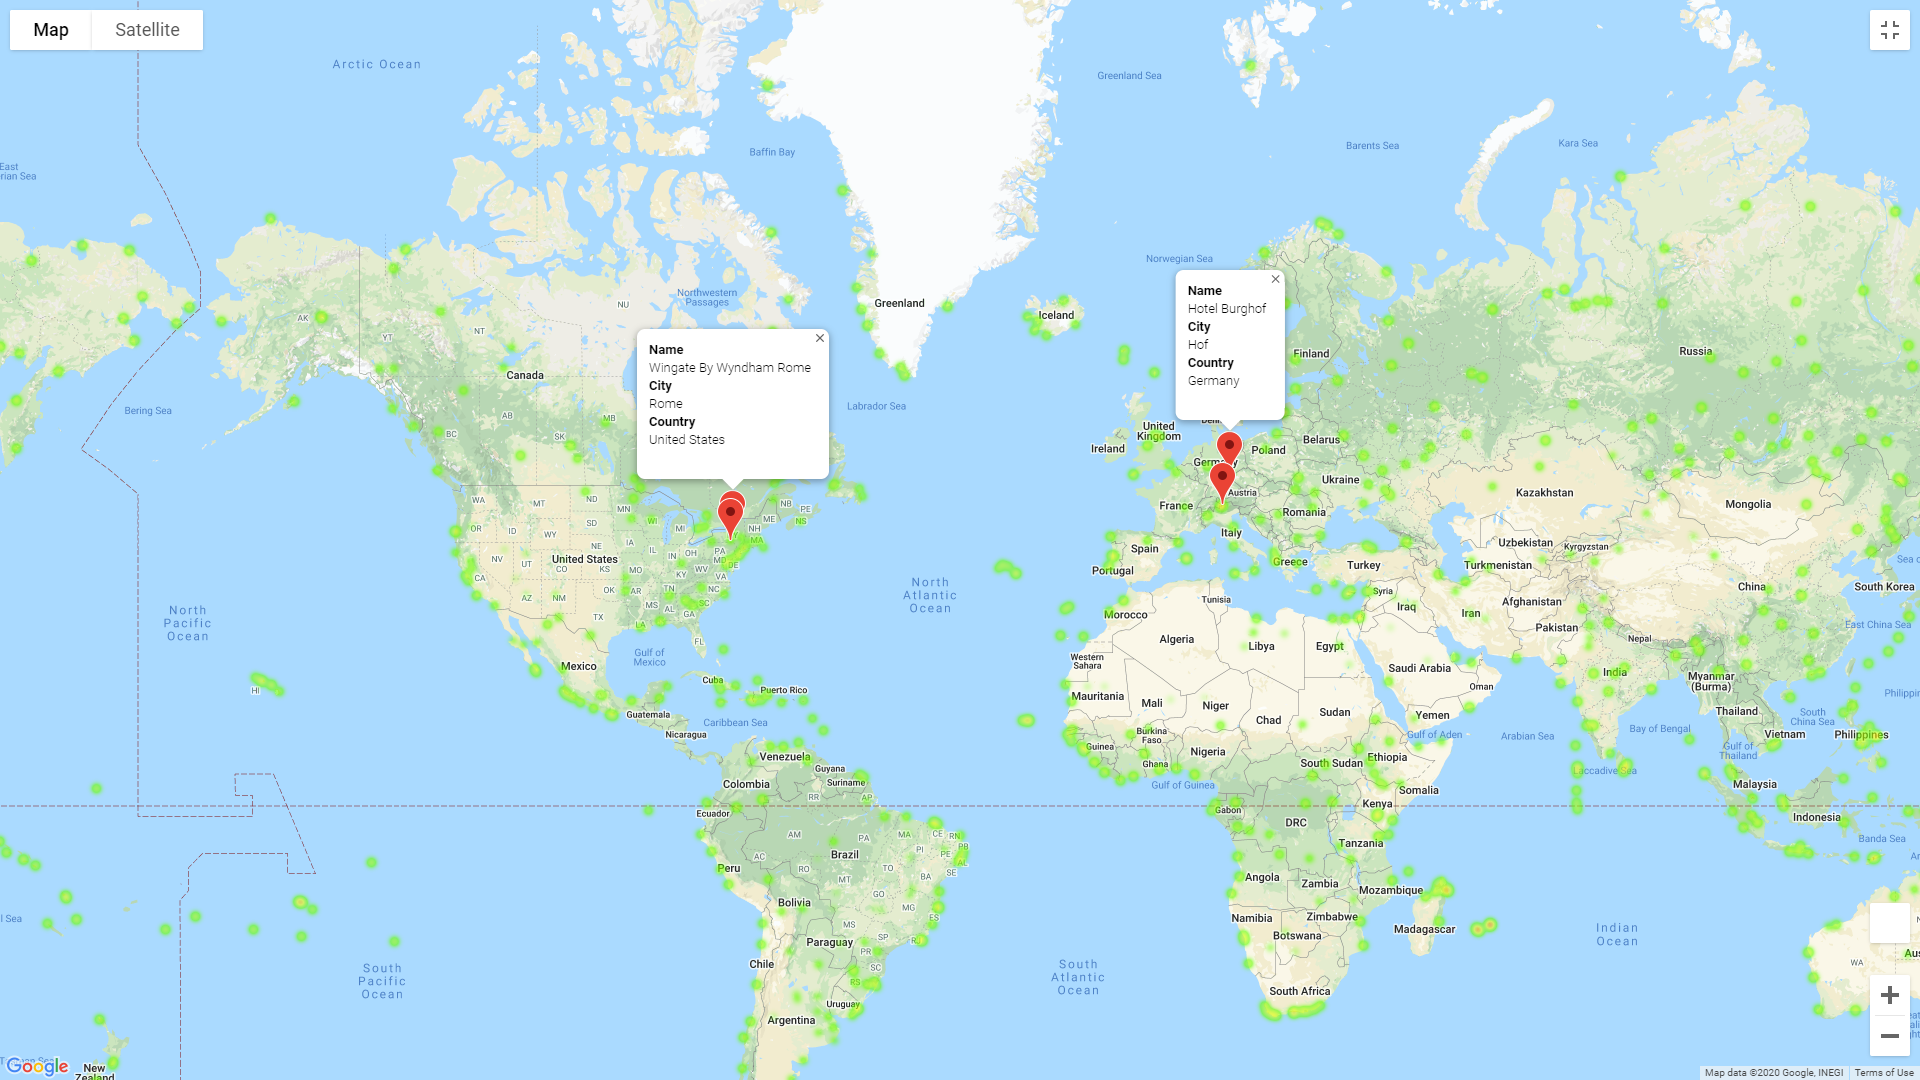 Map
Satellite
Arctic Ocean
Greenland Sea
Baffin Bay
Barents Sea
Kara Sea
Norwegian Sea
Northwestern
Passages
NU
Greenland
Iceland
AK
NT
YT
Canada
Bering Sea
Labrador Sea
Finland
Russia
AB
BC
MB
SK
Name
Wingate By Wyndham Rome
City
Rome
Country
United States
Name
Hotel Burghof
City
Hof
Country
Germany
United
Kingdom
Ireland
Belarus
Poland
Germany
Ukraine
Austria
France
Romania
Kazakhstan
Mongolia
Italy
Spain
Portugal
Greece
Turkey
Uzbekistan
Kyrgyzstan
Turkmenistan
China
South Korea
Syria
Iraq
Iran
Afghanistan
Pakistan
Nepal
East China Sea
Tunisia
Morocco
Algeria
Libya
Egypt
Western
Sahara
Saudi Arabia
Oman
India
Myanmar
(Burma)
Mauritania
Mali
Niger
Chad
Sudan
Yemen
Thailand
Vietnam
South
China Sea
Bay of Bengal
Gulf of
Thailand
Philippines
Arabian Sea
Gulf of Aden
Burkina
Faso
Guinea
Ghana
Nigeria
South Sudan
Ethiopia
Gulf of Guinea
Laccadive Sea
Malaysia
Somalia
Kenya
Gabon
DRC
Tanzania
Indonesia
Banda Sea
Angola
Zambia
Mozambique
Namibia
Zimbabwe
Botswana
Madagascar
South Africa
Indian
Ocean
WA
MT
ND
MN
OR
ID
WY
SD
WI
MI
NV
UT
CO
NE
IA
IL
IN
OH
PA
CA
AZ
NM
KS
OK
MO
AR
KY
WV
VA
MD
DE
TX
LA
MS
AL
GA
SC
NC
FL
NH
MA
ME
NB
PE
NS
United States
North
Pacific
Ocean
North
Atlantic
Ocean
HI
Gulf of
Mexico
Mexico
Cuba
Puerto Rico
Guatemala
Caribbean Sea
Nicaragua
Venezuela
Guyana
Suriname
Colombia
RR
AP
Ecuador
AM
PA
MA
CE
RN
PB
PE
AL
SE
PI
Brazil
AC
RO
TO
MT
BA
Peru
GO
Bolivia
MG
ES
MS
SP
RJ
Paraguay
PR
SC
RS
Chile
Uruguay
Argentina
South
Pacific
Ocean
South
Atlantic
Ocean
New
Zealand
WA
Google
Map data ©2020 Google, INEGI
Terms of Use